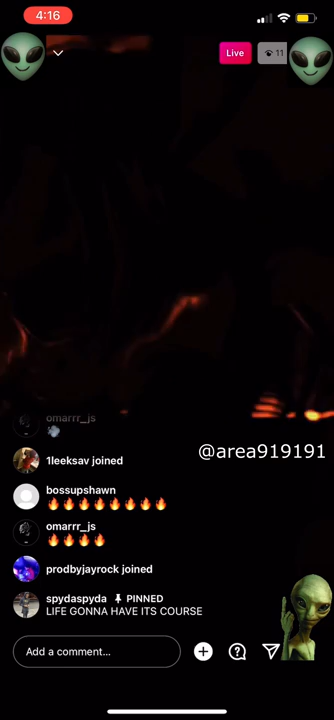 4:16
Live
11
omarrr_js
@area919191
1leeksav joined
bossupshawn
🔥🔥🔥🔥🔥🔥🔥🔥
omarrr_js
🔥🔥🔥🔥
prodbyjayrock joined
spydaspyda 📌 PINNED
LIFE GONNA HAVE ITS COURSE
Add a comment...